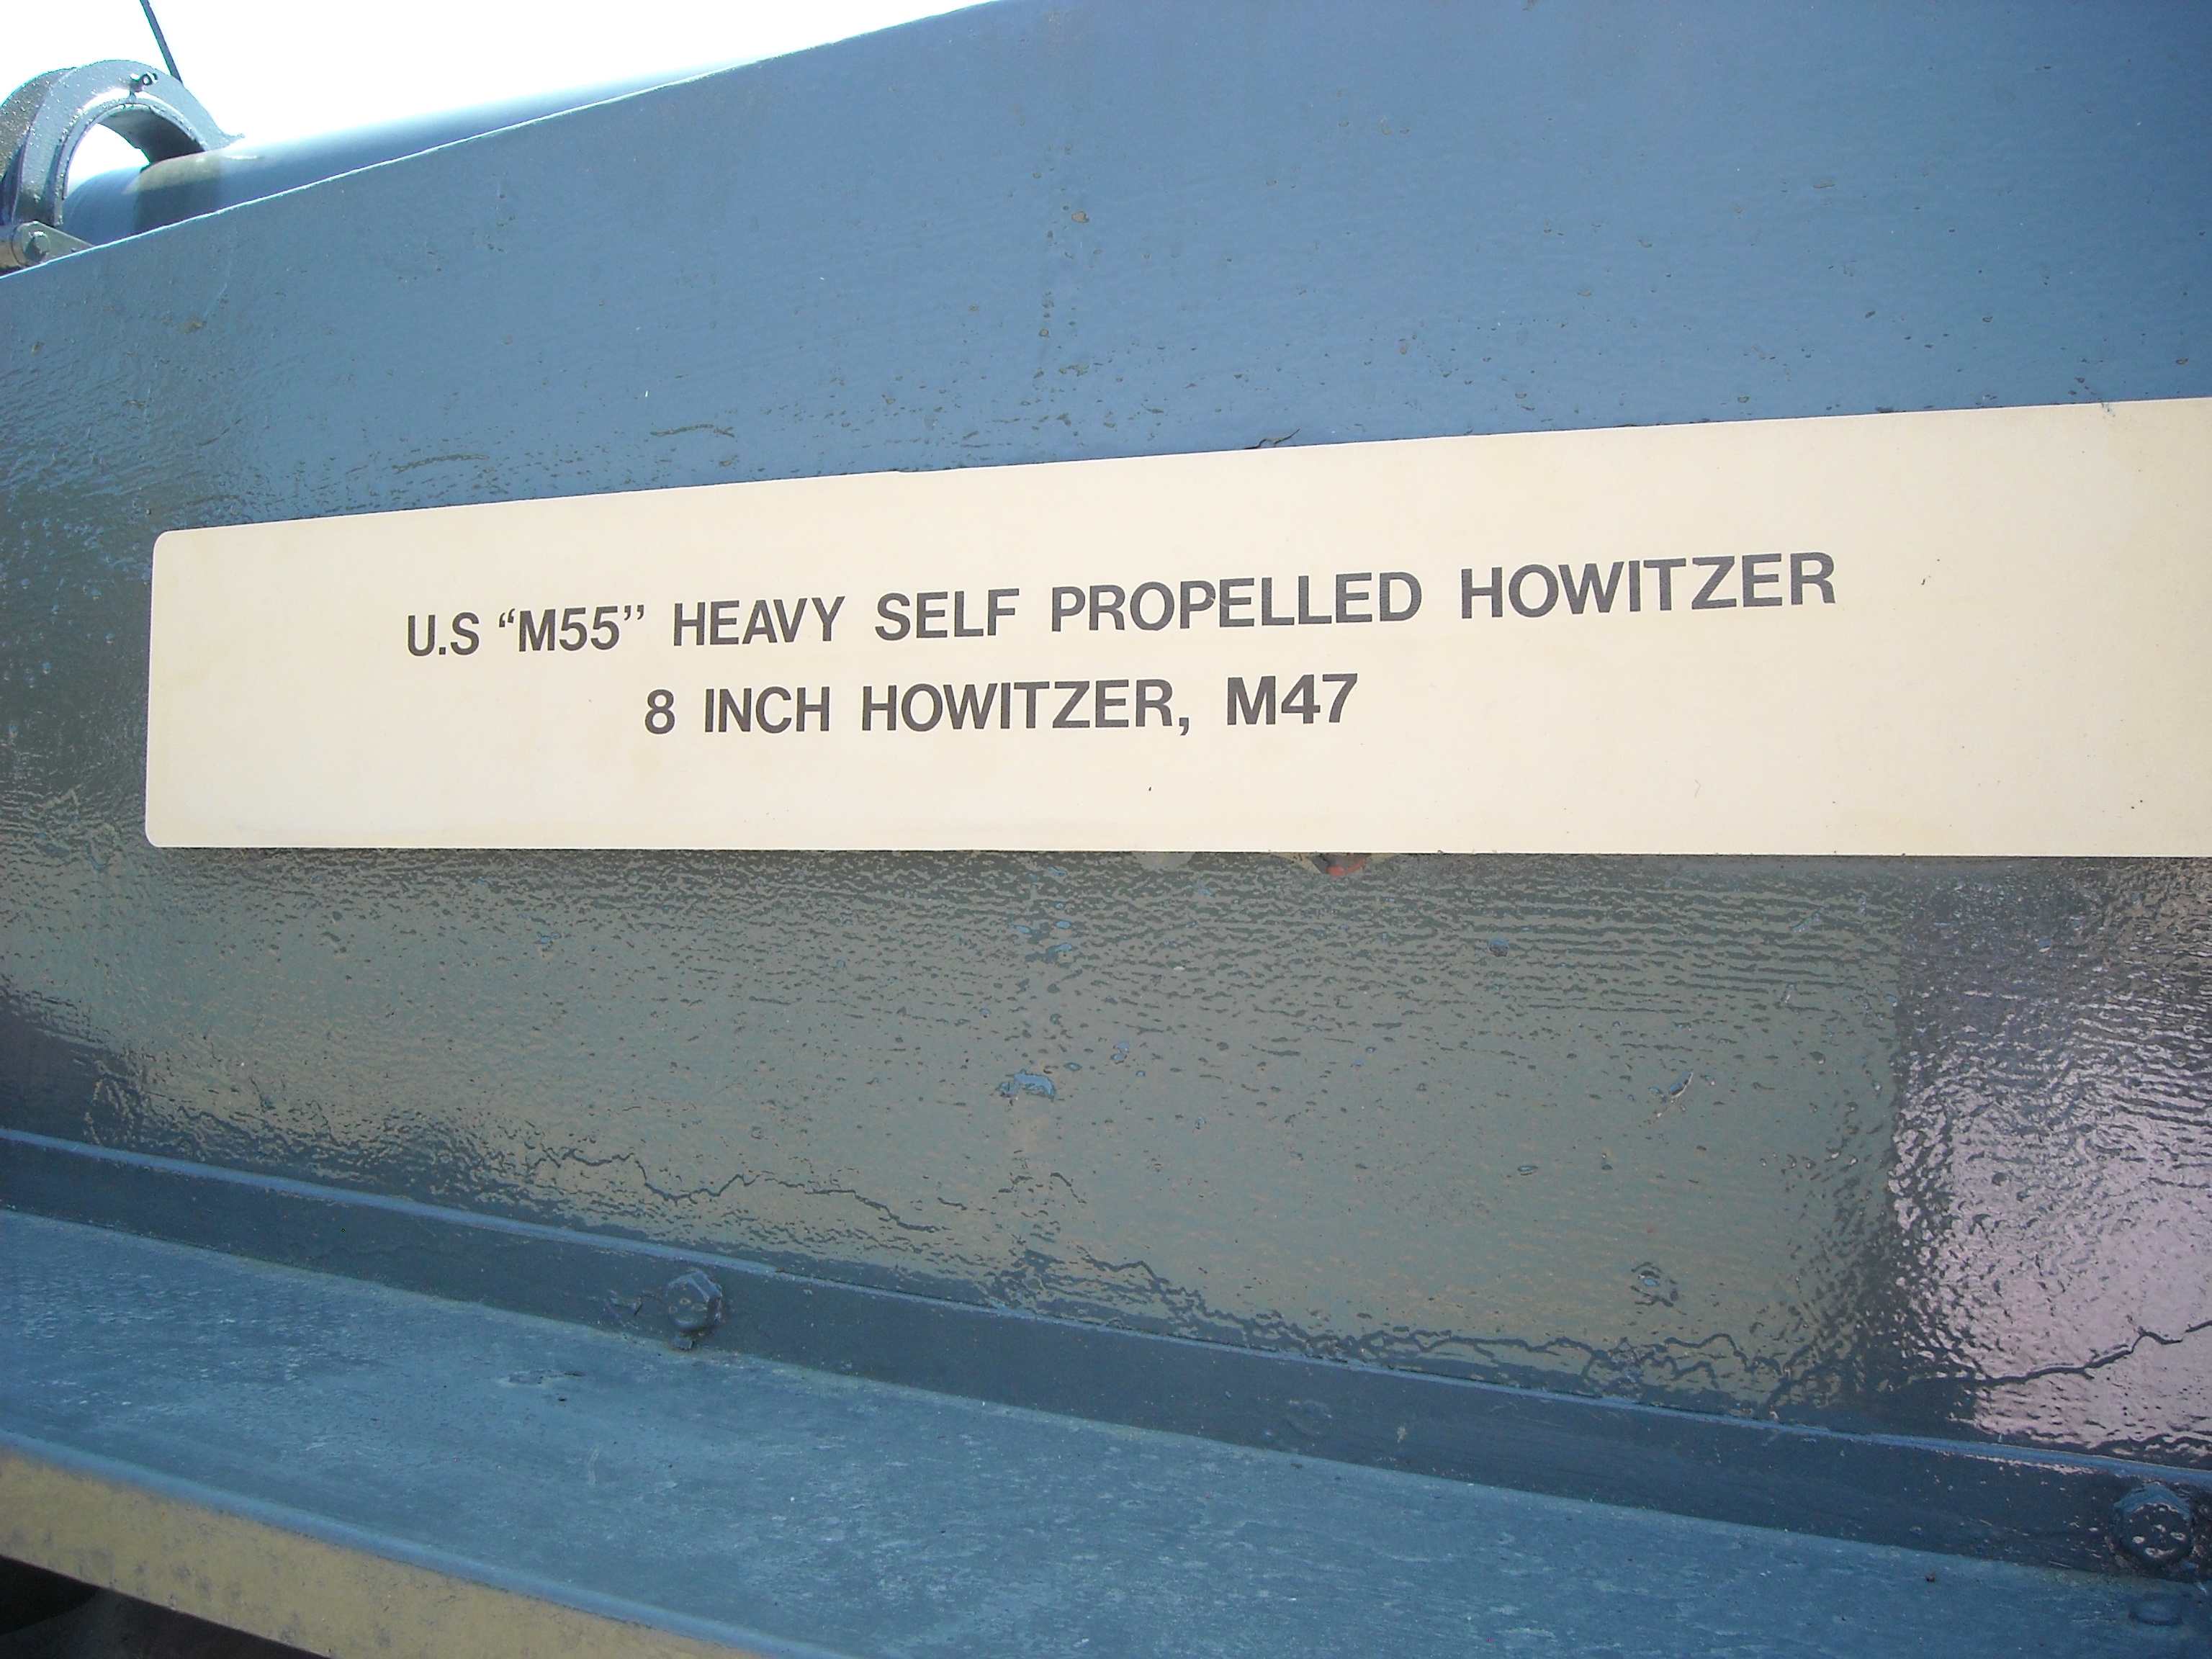 U.S “M55” HEAVY SELF PROPELLED HOWITZER
8 INCH HOWITZER, M47